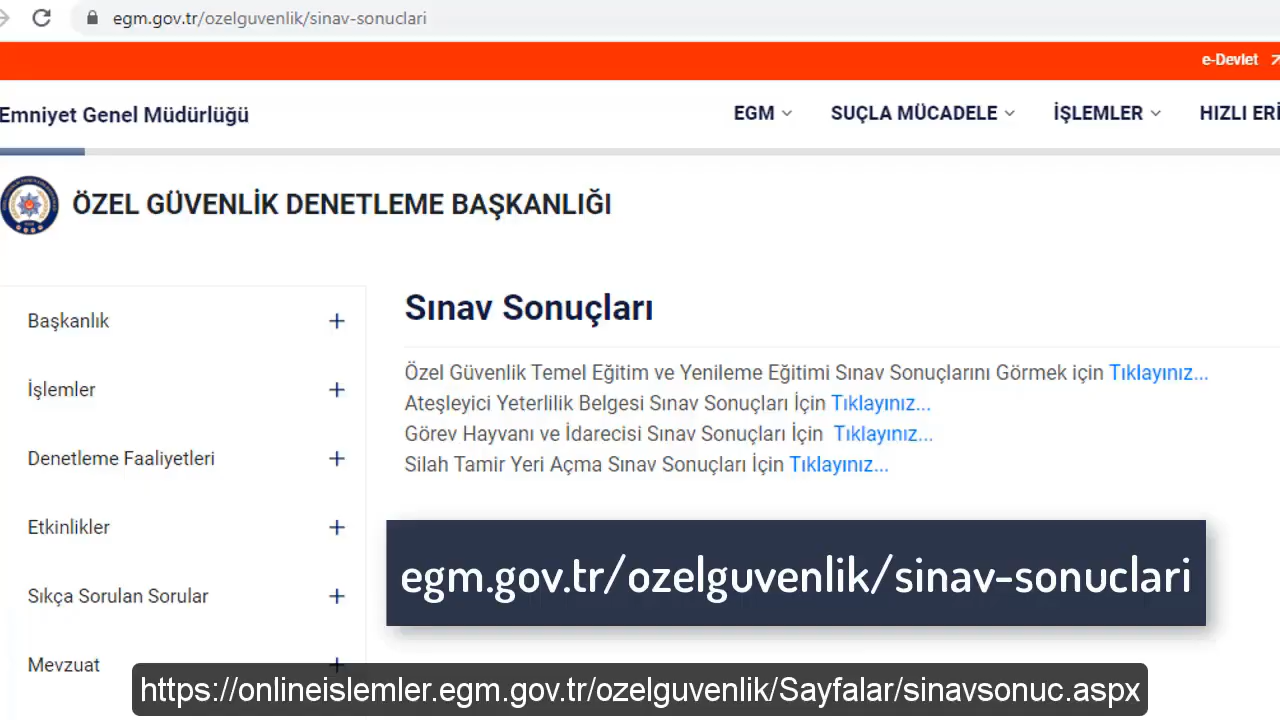 egm.gov.tr/ozelguvenlik/sinav-sonuclari
e-Devlet
Emniyet Genel Müdürlüğü
EGM
SUÇLA MÜCADELE
İŞLEMLER
HIZLI ERİ
ÖZEL GÜVENLİK DENETLEME BAŞKANLIĞI
Başkanlık
İşlemler
Denetleme Faaliyetleri
Etkinlikler
Sıkça Sorulan Sorular
Mevzuat
Sınav Sonuçları
Özel Güvenlik Temel Eğitim ve Yenileme Eğitimi Sınav Sonuçlarını Görmek için Tıklayınız...
Ateşleyici Yeterlilik Belgesi Sınav Sonuçları İçin Tıklayınız...
Görev Hayvanı ve İdarecisi Sınav Sonuçları İçin Tıklayınız...
Silah Tamir Yeri Açma Sınav Sonuçları İçin Tıklayınız...
egm.gov.tr/ozelguvenlik/sinav-sonuclari
https://onlineislemler.egm.gov.tr/ozelguvenlik/Sayfalar/sinavsonuc.aspx